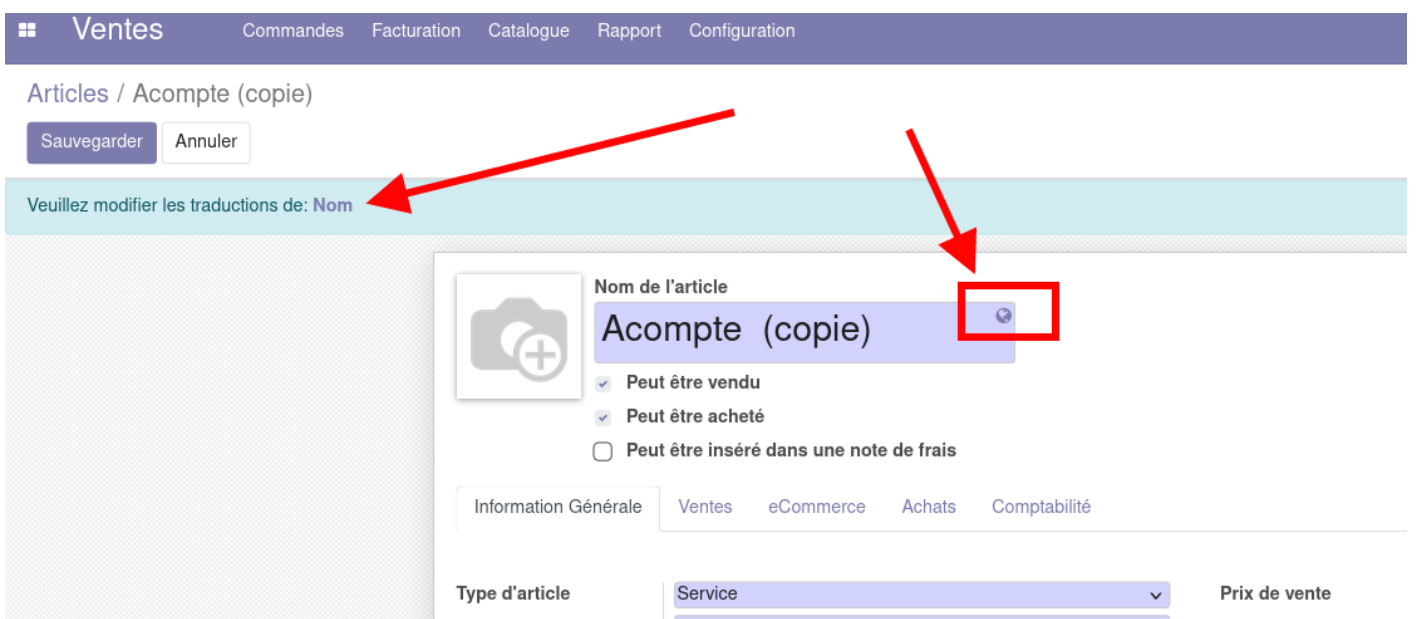 Ventes Commandes Facturation Catalogue Rapport Configuration
Articles / Acompte (copie)
Sauvegarder Annuler
Veuillez modifier les traductions de: Nom
Nom de l'article
Acompte (copie)
Peut être vendu
Peut être acheté
Peut être inséré dans une note de frais
Information Générale Ventes eCommerce Achats Comptabilité
Type d'article Service Prix de vente